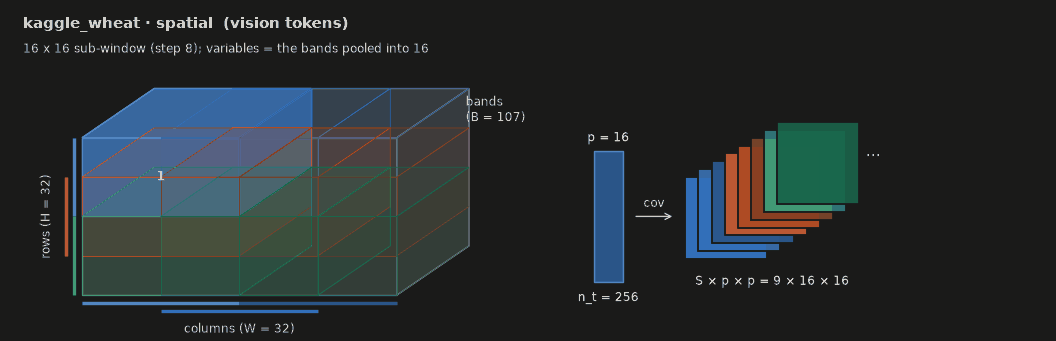 kaggle_wheat · spatial  (vision tokens)
16 x 16 sub-window (step 8); variables = the bands pooled into 16
bands
(B = 107)
p = 16
1
...
cov
rows (H = 32)
S × p × p = 9 × 16 × 16
n_t = 256
columns (W = 32)